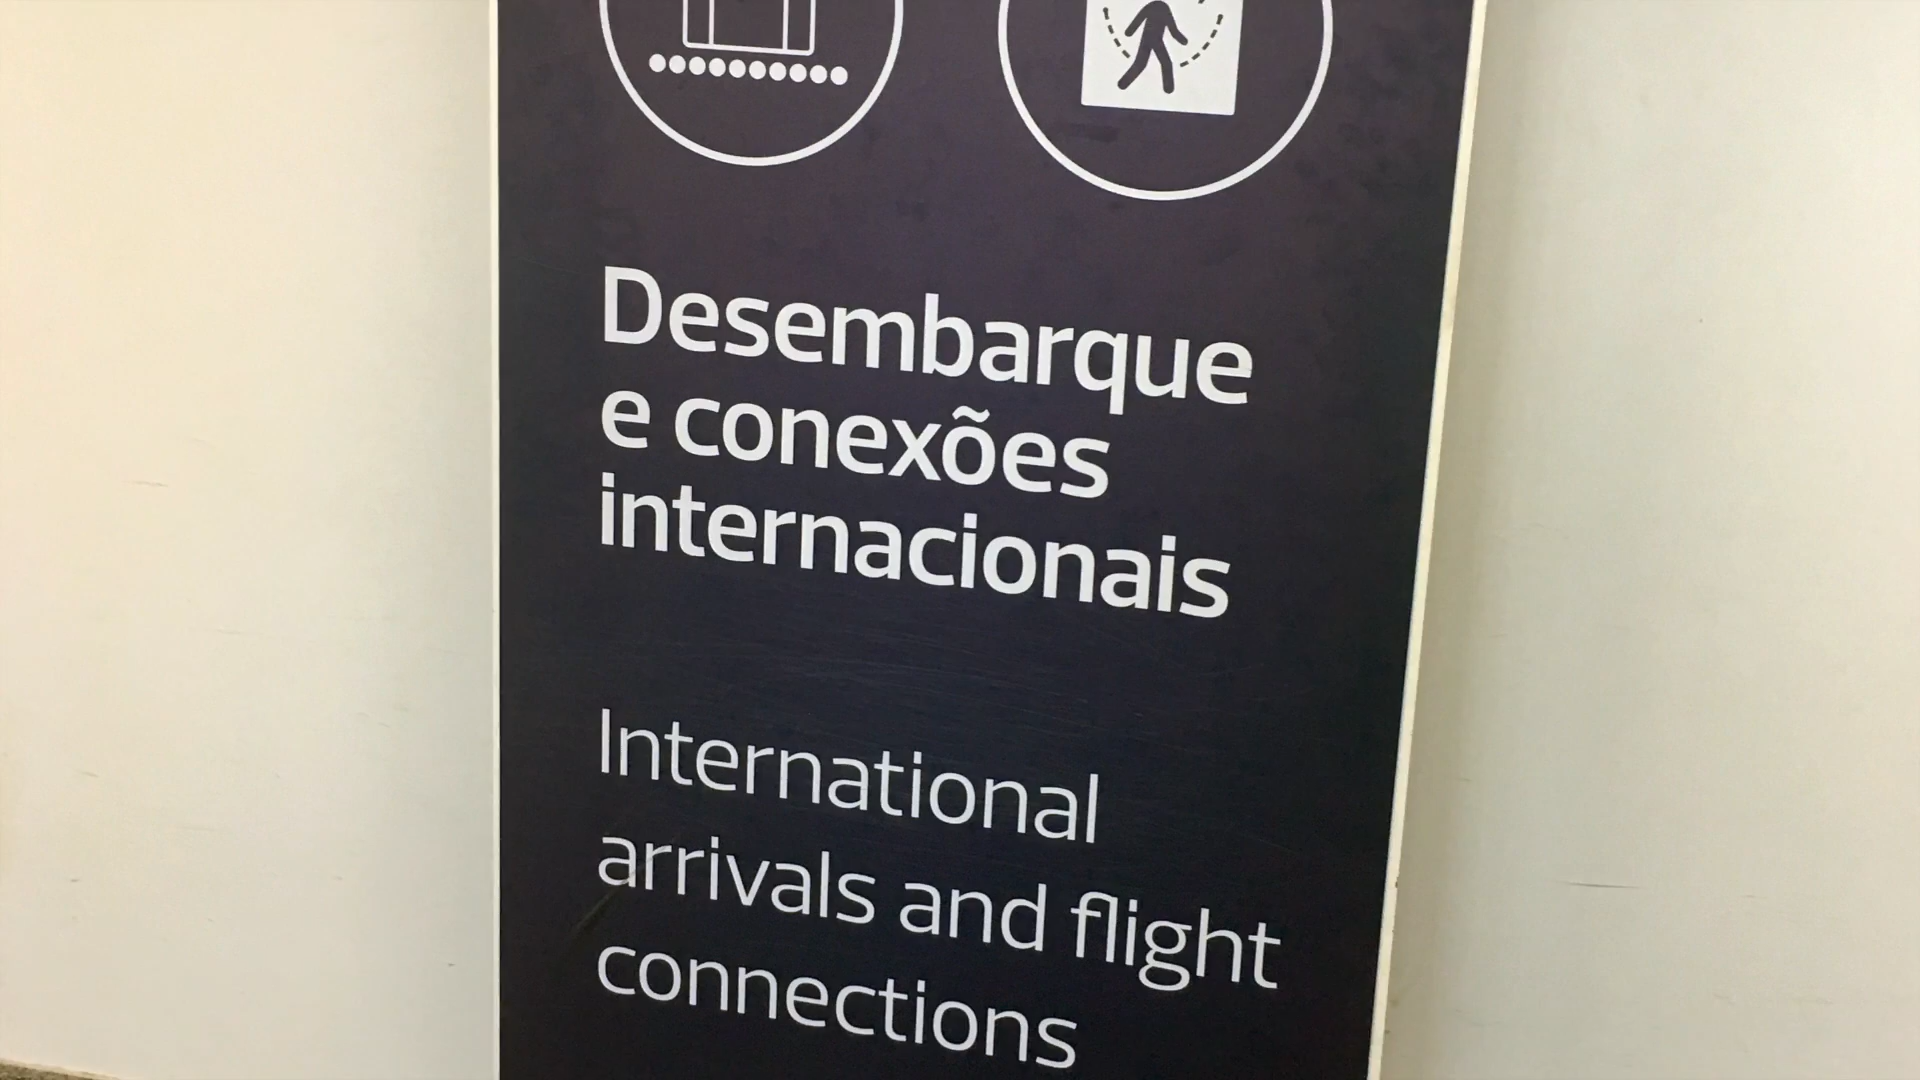 Desembarque
e conexões
internacionais
International
arrivals and flight
connections